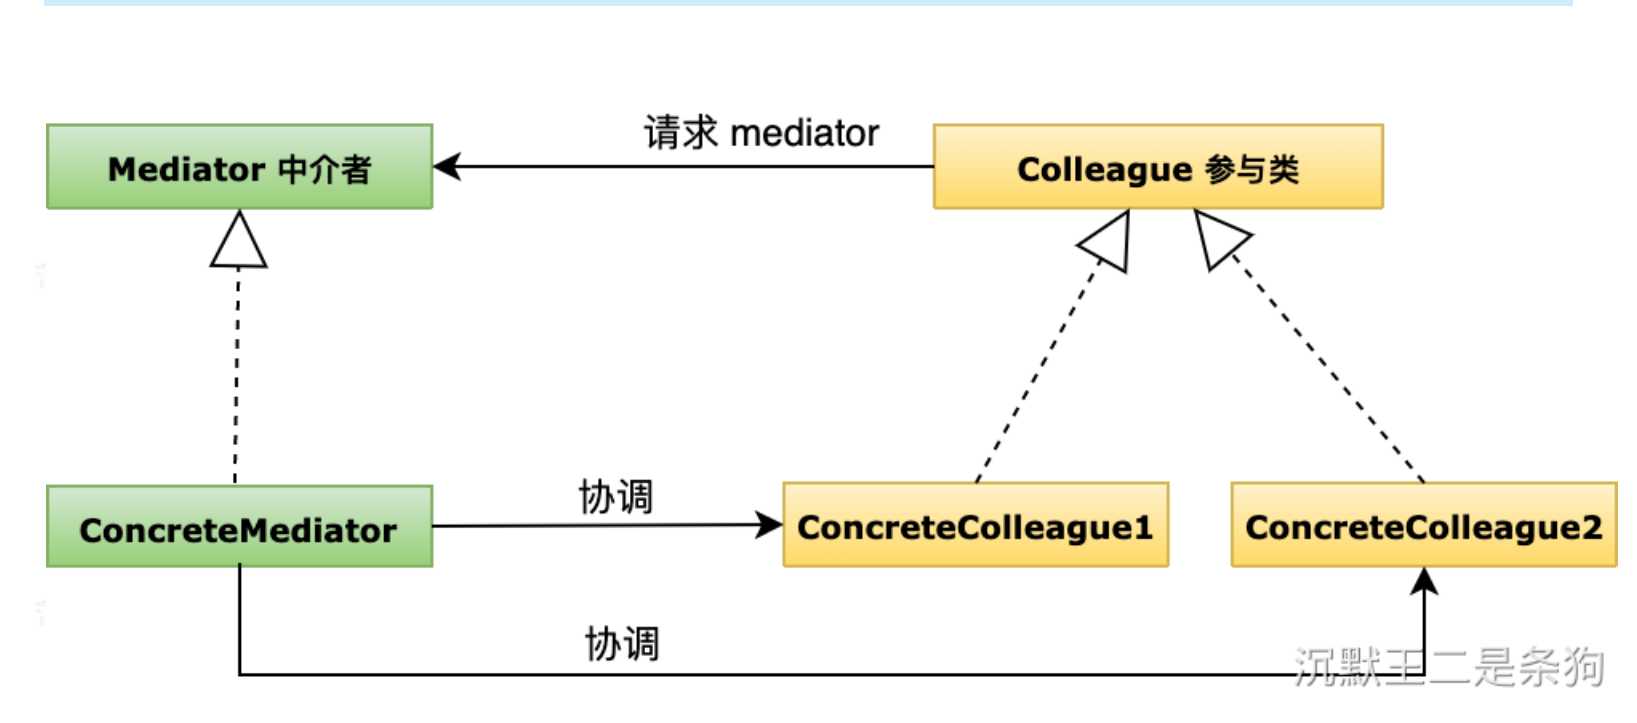 请求 mediator
Mediator 中介者
Colleague 参与类
协调
ConcreteMediator
ConcreteColleague1
ConcreteColleague2
协调
沉默王二是条狗